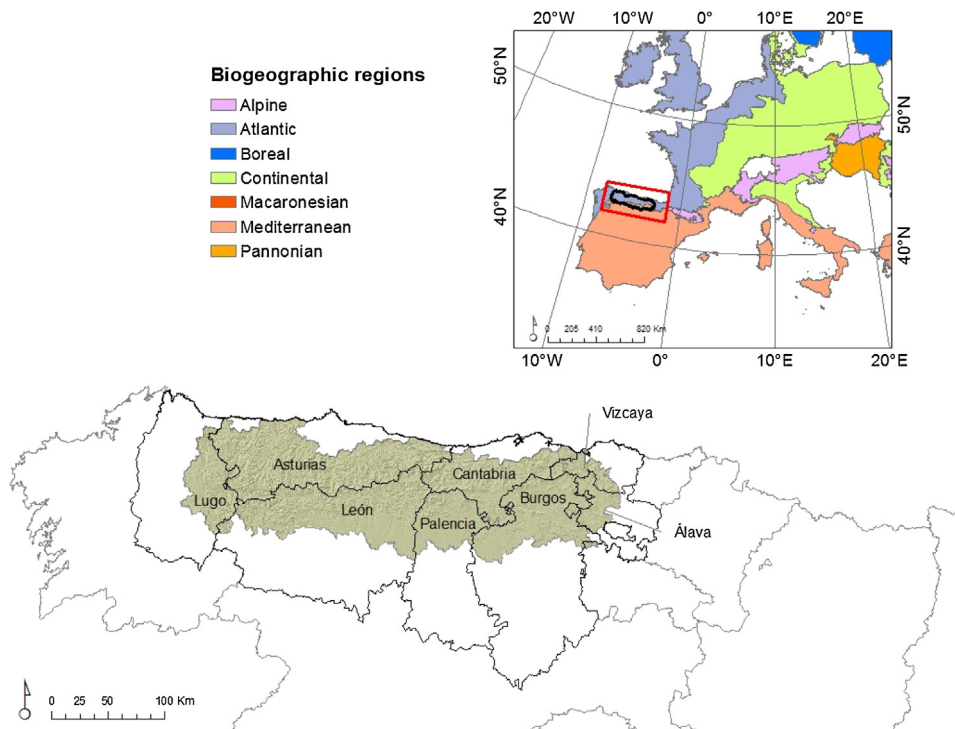 20°W 10°W 0° 10°E 20°E
50°N
Biogeographic regions
Alpine
Atlantic
Boreal
Continental
Macaronesian
Mediterranean
Pannonian
50°N
40°N
40°N
0 205 410 820 Km
10°W 0° 10°E 20°E
Vizcaya
Asturias
Cantabria
Lugo
León
Palencia
Burgos
Álava
0 25 50 100 Km